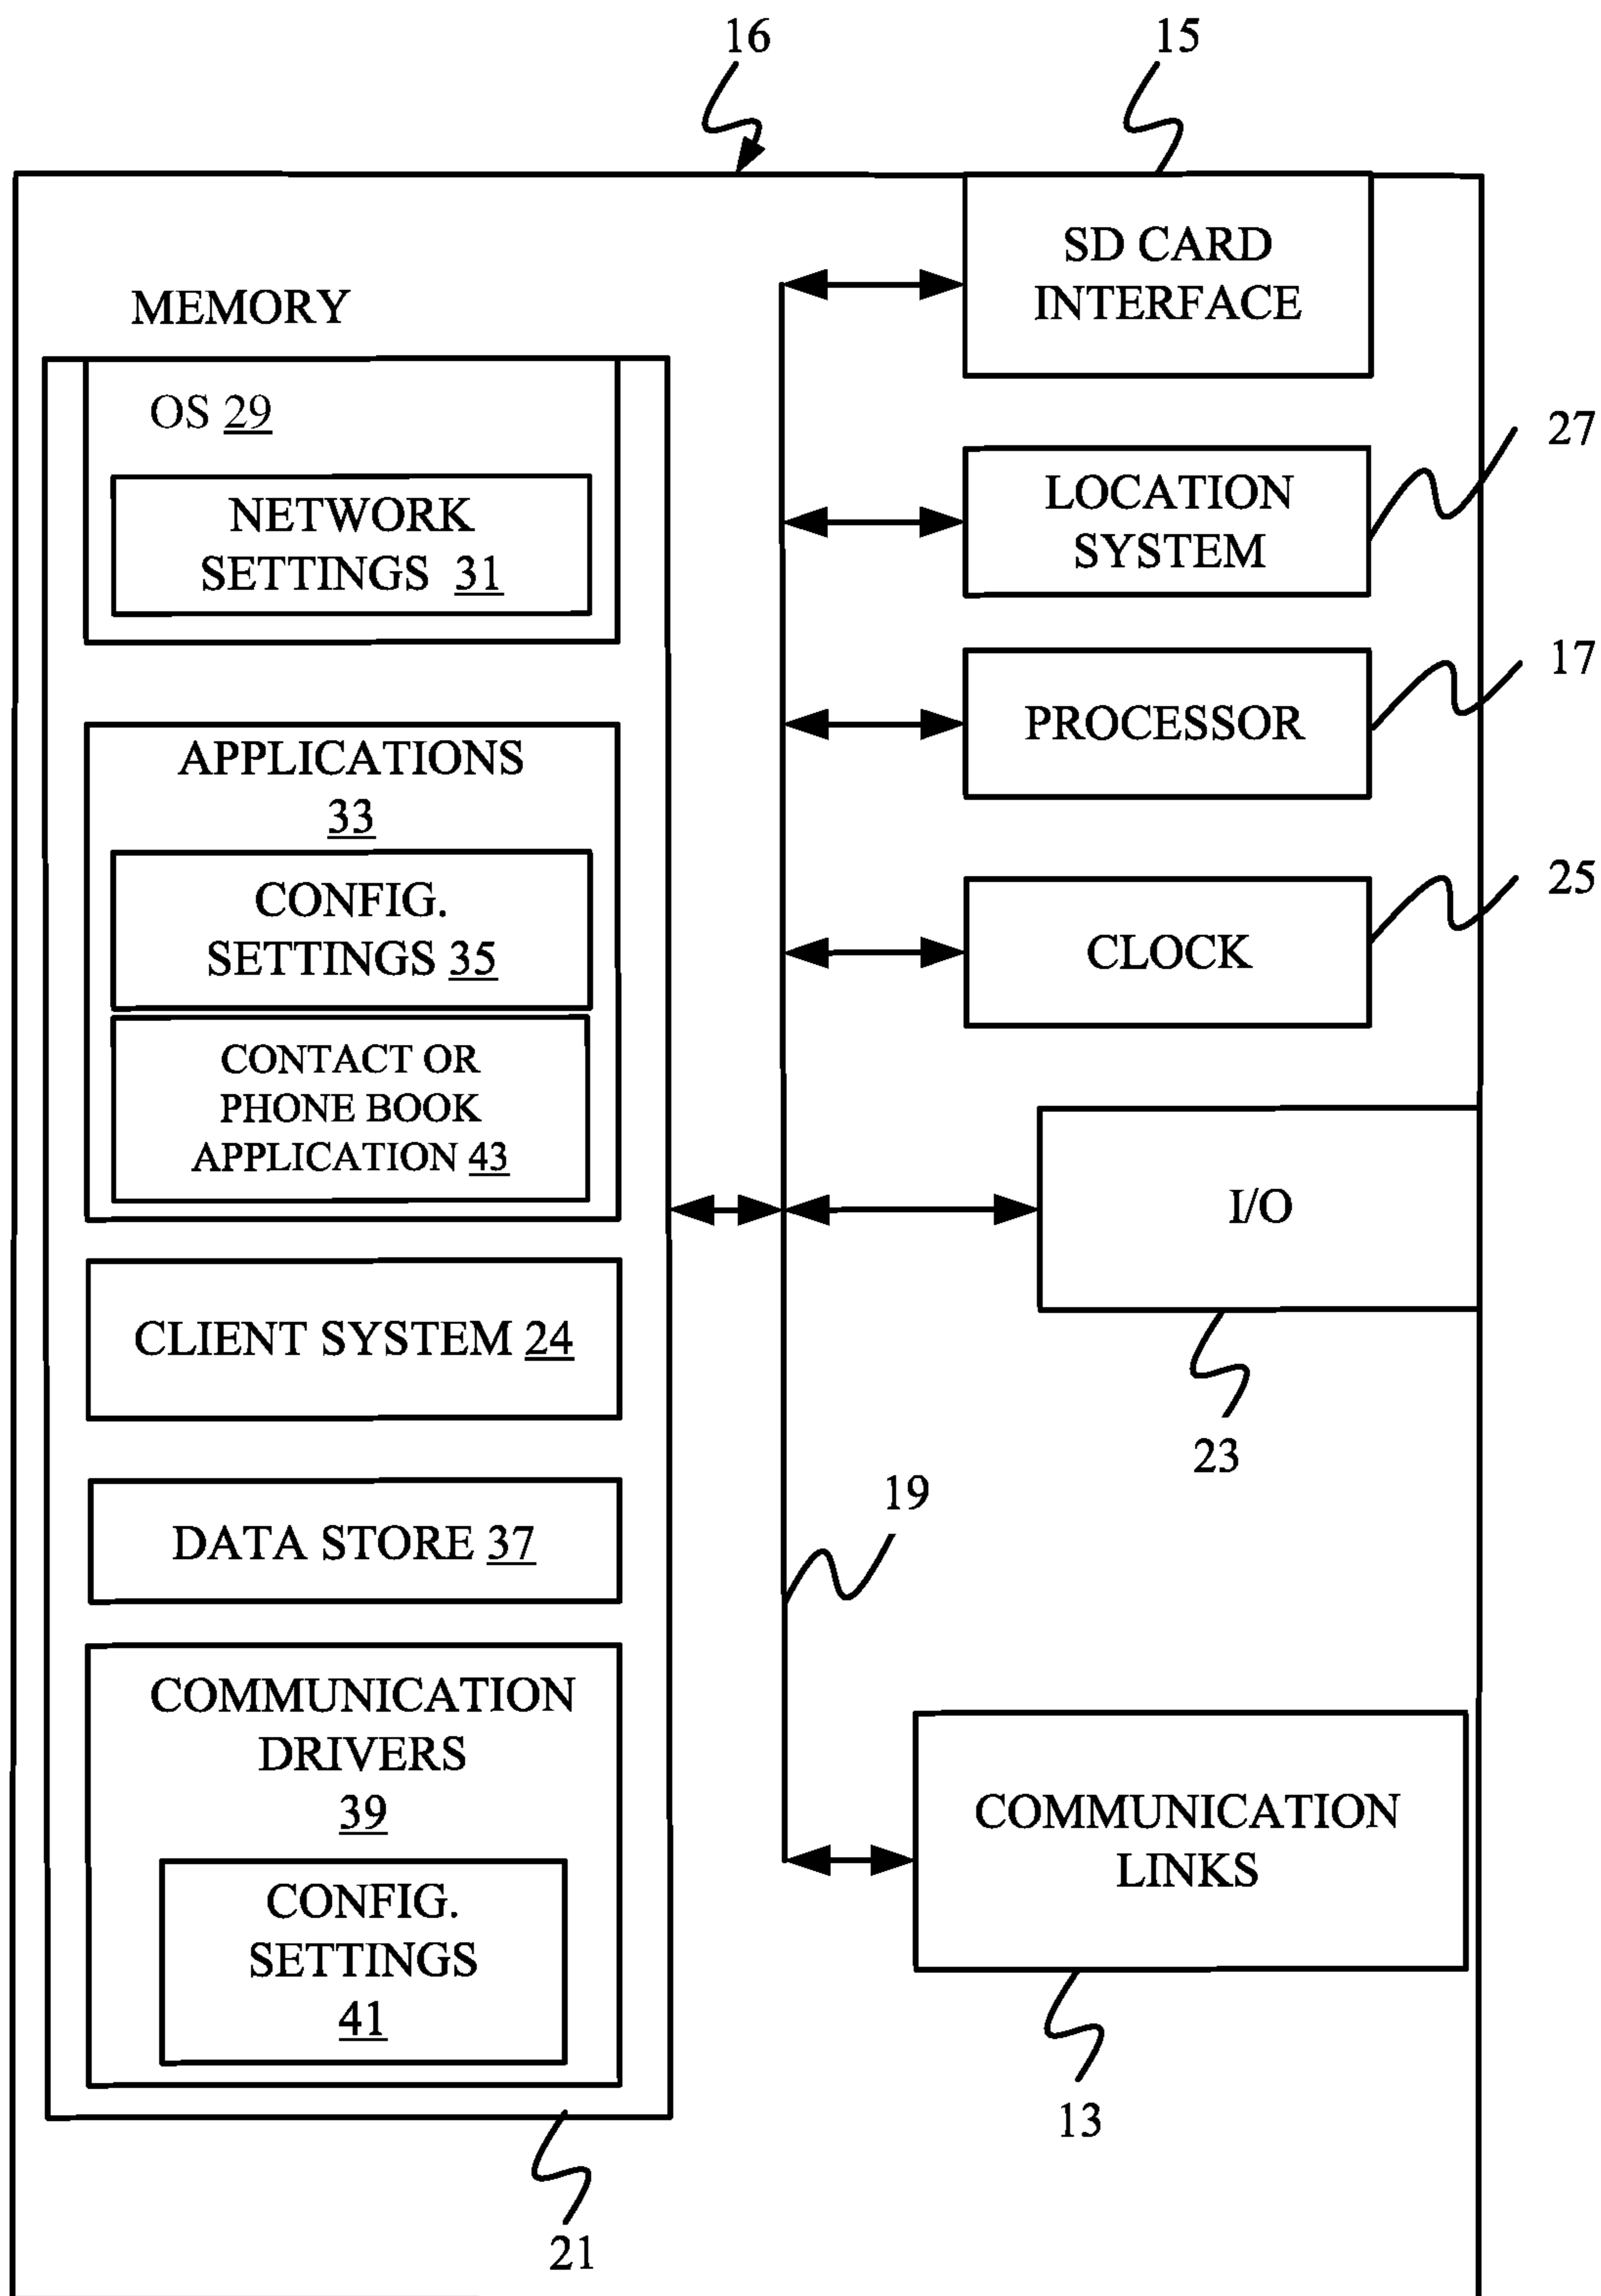 16
15
SD CARD
INTERFACE
MEMORY
OS 29
NETWORK
SETTINGS 31
27
LOCATION
SYSTEM
17
PROCESSOR
APPLICATIONS
33
CONFIG.
SETTINGS 35
25
CLOCK
CONTACT OR
PHONE BOOK
APPLICATION 43
I/O
23
CLIENT SYSTEM 24
19
DATA STORE 37
COMMUNICATION
DRIVERS
39
CONFIG.
SETTINGS
41
COMMUNICATION
LINKS
13
21